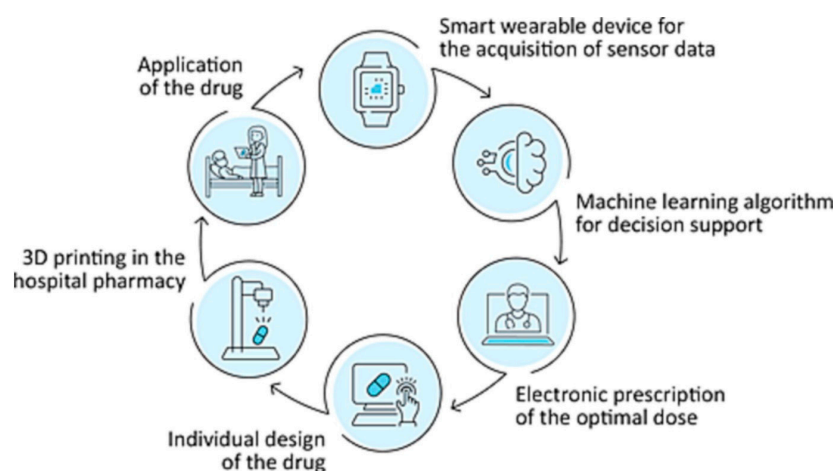 Smart wearable device for
the acquisition of sensor data
Machine learning algorithm
for decision support
Electronic prescription
of the optimal dose
Individual design
of the drug
3D printing in the
hospital pharmacy
Application
of the drug